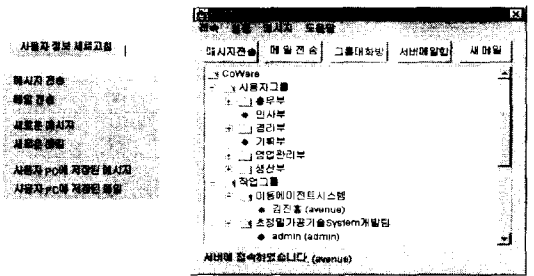 사용자 정보 새로고침
메시지 전송
메일 전송
새로운 메시지
새로운 메일
사용자 PC에 저장된 메시지
사용자 PC에 저장된 메일
접속 메시지 도움말
메시지전송 메일전송 그룹대화방 서버메일함 새메일
CoWare
사용자그룹
총무부
인사부
경리부
기획부
영업관리부
생산부
작업그룹
이동에이전트시스템
김진홍 (avenue)
초정밀가공기술System개발팀
admin (admin)
서버에 접속하였습니다. (avenue)